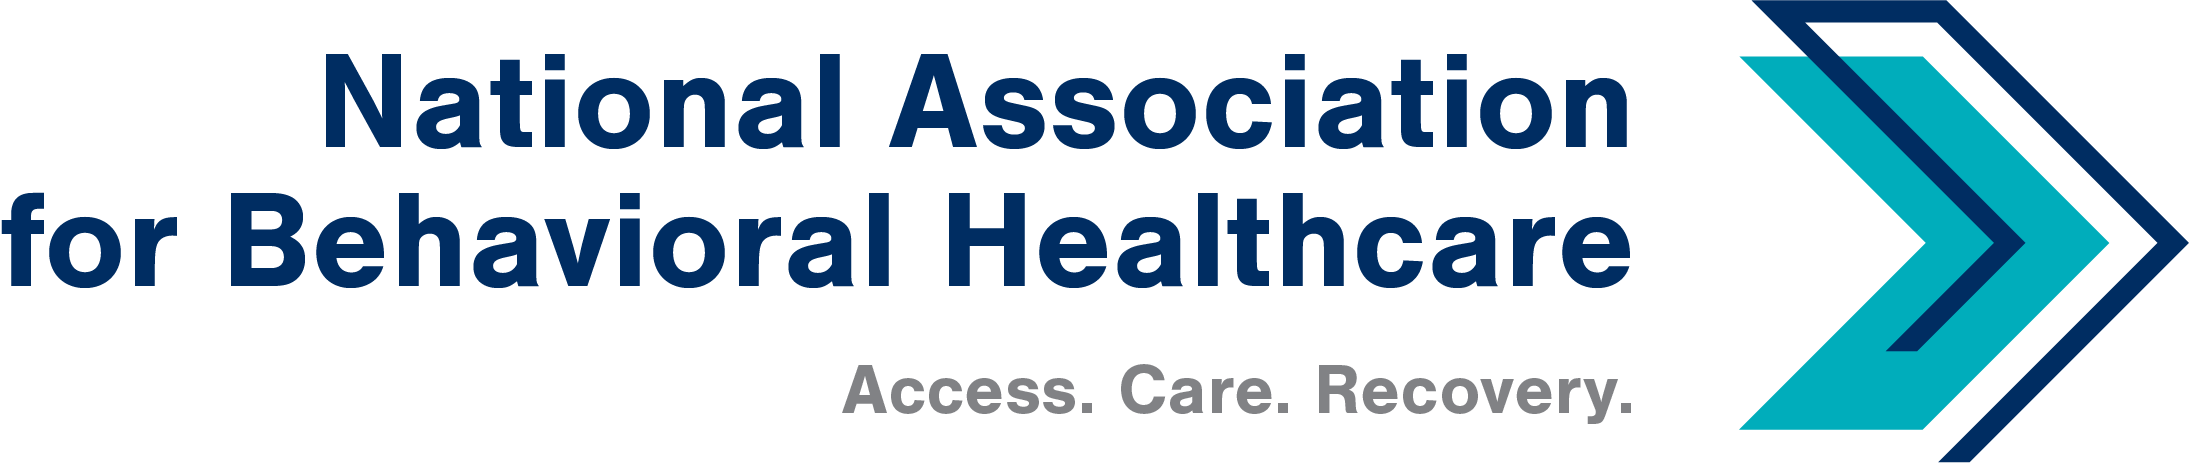 National Association
for Behavioral Healthcare
Access. Care. Recovery.